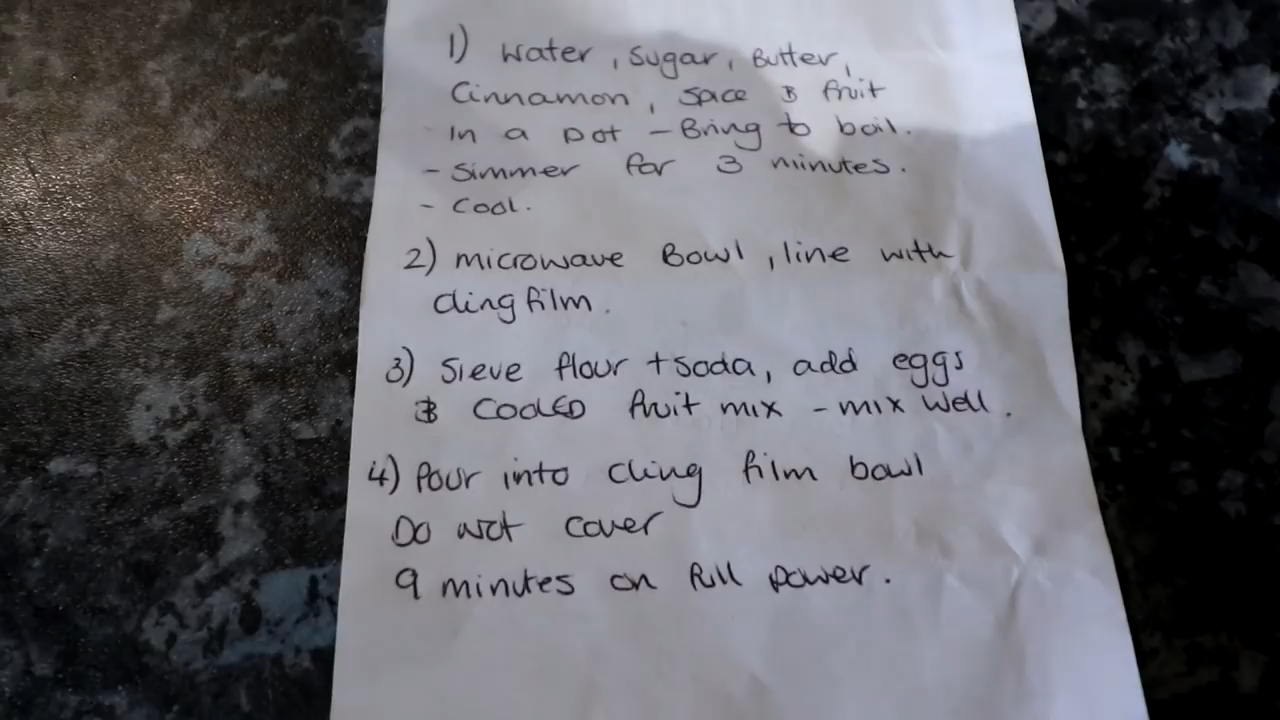 1) Water, Sugar, Butter,
Cinnamon, Spice & fruit
In a pot - Bring to boil.
- Simmer for 3 minutes.
- Cool.
2) microwave Bowl, line with
cling film.
3) Sieve flour + soda, add eggs
& COOLED fruit mix - mix well.
4) Pour into cling film bowl
Do not cover
9 minutes on full power.